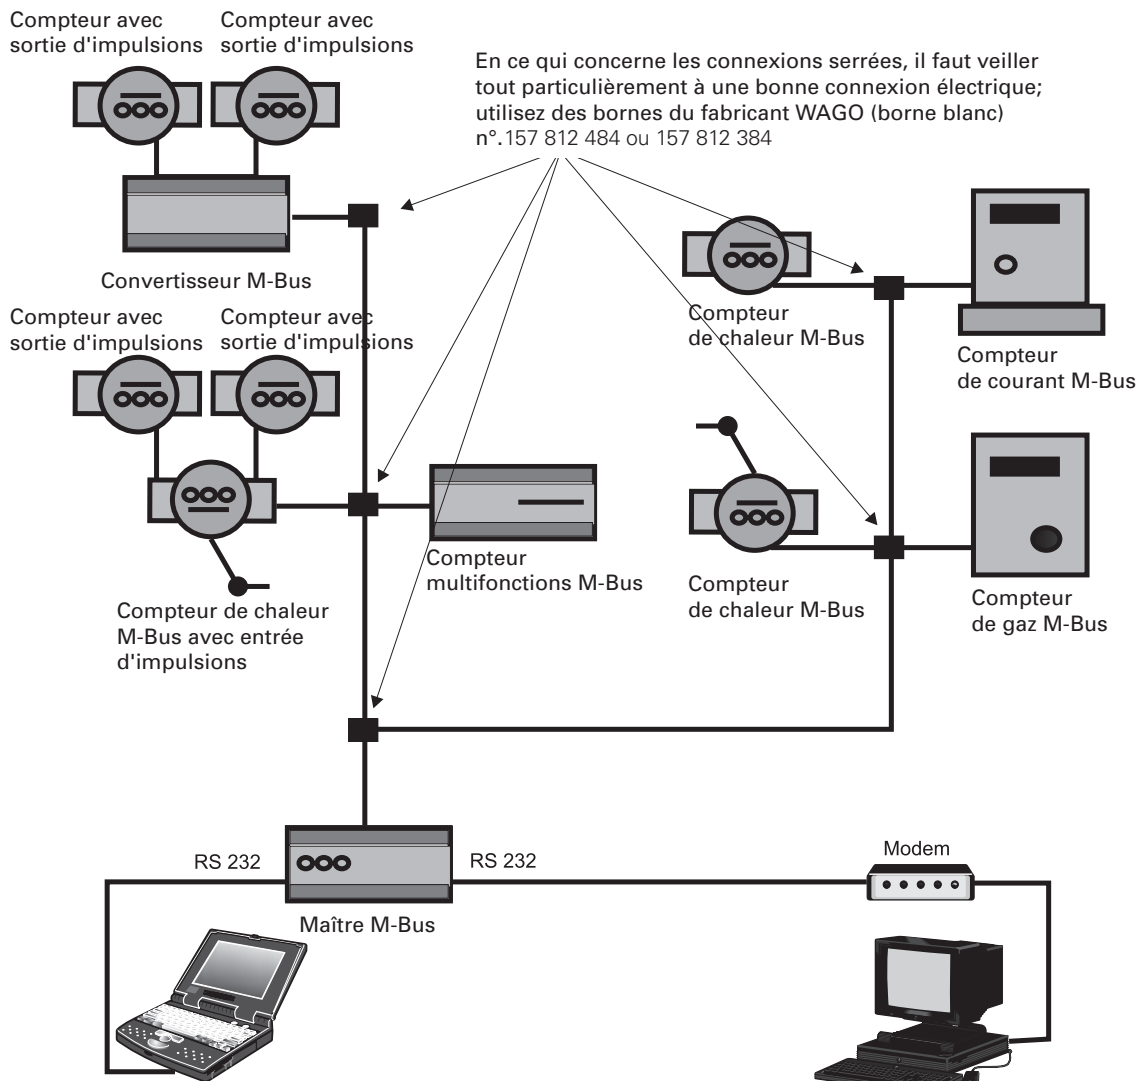 Compteur avec
sortie d'impulsions
Compteur avec
sortie d'impulsions
En ce qui concerne les connexions serrées, il faut veiller
tout particulièrement à une bonne connexion électrique;
utilisez des bornes du fabricant WAGO (borne blanc)
n°.157 812 484 ou 157 812 384
Convertisseur M-Bus
Compteur avec
sortie d'impulsions
Compteur avec
sortie d'impulsions
Compteur
de chaleur M-Bus
Compteur
de courant M-Bus
Compteur
multifonctions M-Bus
Compteur de chaleur
M-Bus avec entrée
d'impulsions
Compteur
de chaleur M-Bus
Compteur
de gaz M-Bus
RS 232
RS 232
Modem
Maître M-Bus